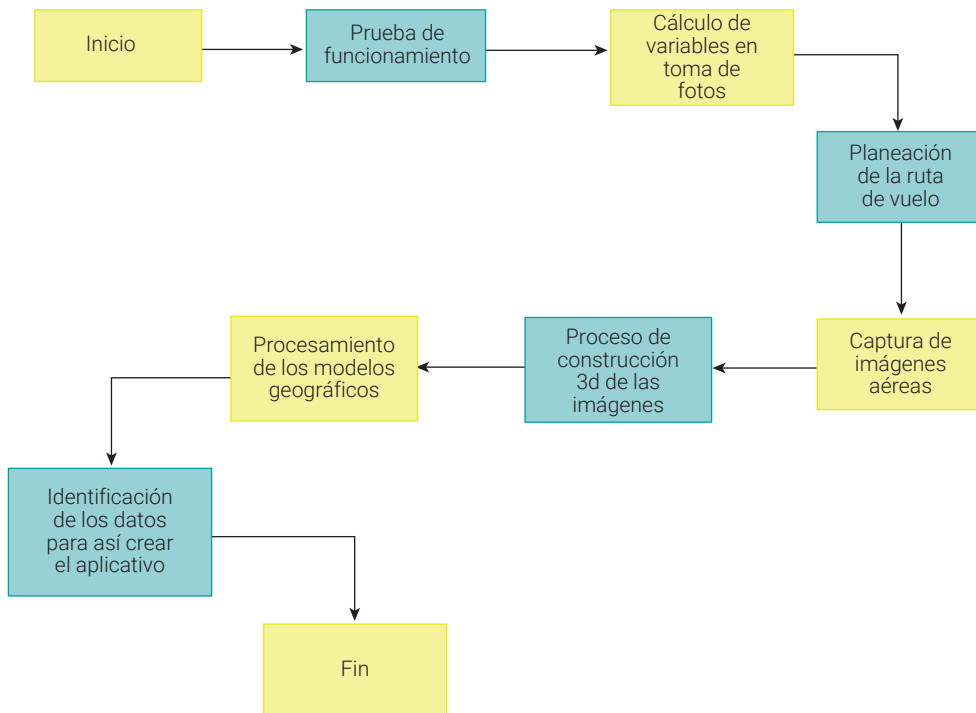 Inicio
Prueba de
funcionamiento
Cálculo de
variables en
toma de
fotos
Planeación
de la ruta
de vuelo
Captura de
imágenes
aéreas
Proceso de
construcción
3d de las
imágenes
Procesamiento
de los modelos
geográficos
Identificación
de los datos
para así crear
el aplicativo
Fin